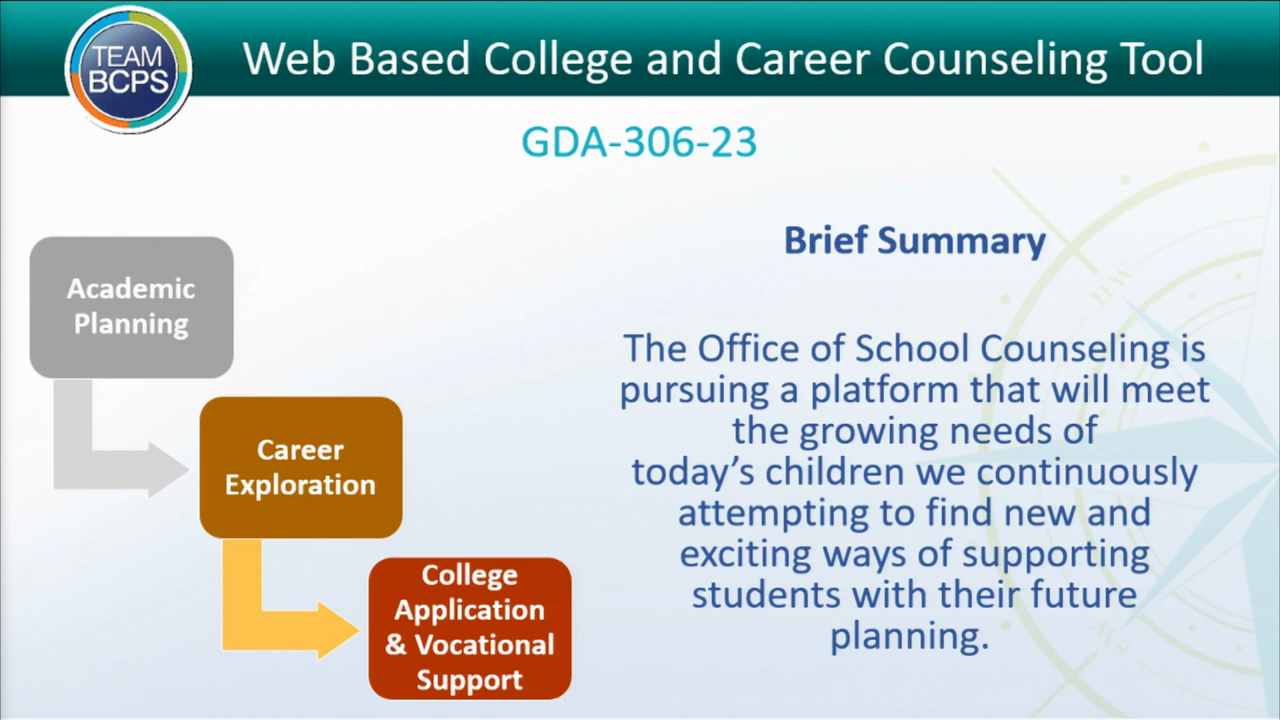 TEAM
BCPS
Web Based College and Career Counseling Tool
GDA-306-23
Academic
Planning
Career
Exploration
College
Application
& Vocational
Support
Brief Summary
The Office of School Counseling is
pursuing a platform that will meet
the growing needs of
today’s children we continuously
attempting to find new and
exciting ways of supporting
students with their future
planning.
NW
SW